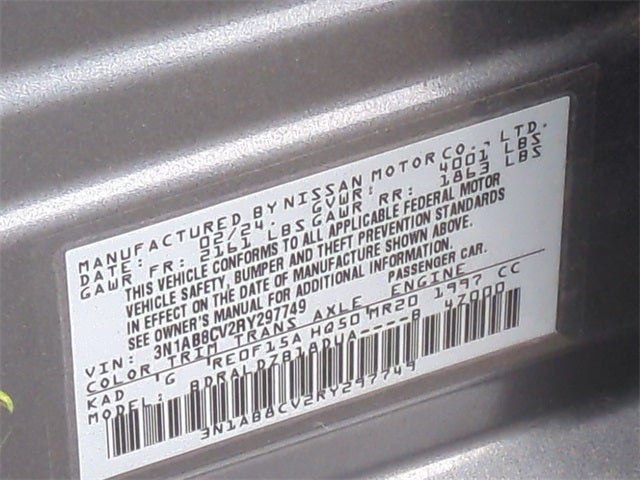 MANUFACTURED BY NISSAN MOTOR CO., LTD.
DATE: 02/24 GVWR: 4001 LBS
GAWR FR: 2161 LBS GAWR RR: 1863 LBS
THIS VEHICLE CONFORMS TO ALL APPLICABLE FEDERAL MOTOR
VEHICLE SAFETY, BUMPER AND THEFT PREVENTION STANDARDS
IN EFFECT ON THE DATE OF MANUFACTURE SHOWN ABOVE.
SEE OWNER'S MANUAL FOR ADDITIONAL INFORMATION.
VIN: 3N1AB8CV2RY297749 PASSENGER CAR.
COLOR TRIM TRANS AXLE ENGINE
KAD G RE0F15A HQ50 MR20 1997 CC
MODEL: BDRALDZB18DUA----B 47000
3N1AB8CV2RY297749